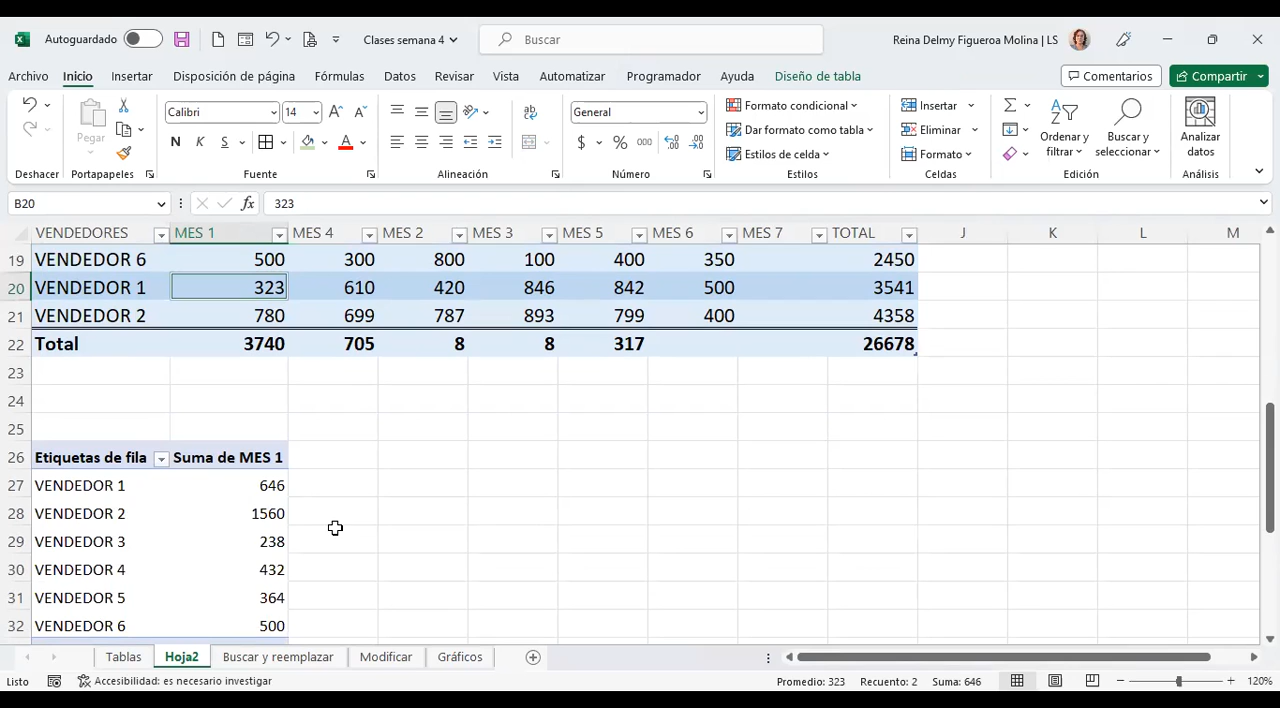 Autoguardado Clases semana 4 Buscar Reina Delmy Figueroa Molina | LS
Archivo Inicio Insertar Disposición de página Fórmulas Datos Revisar Vista Automatizar Programador Ayuda Diseño de tabla Comentarios Compartir
Calibri 14 General Formato condicional Insertar
Pegar Dar formato como tabla Eliminar Ordenar y filtrar Buscar y seleccionar Analizar datos
N K S $ % 000 Estilos de celda Formato
Deshacer Portapapeles Fuente Alineación Número Estilos Celdas Edición Análisis
B20 fx 323
VENDEDORES MES 1 MES 4 MES 2 MES 3 MES 5 MES 6 MES 7 TOTAL J K L M
19 VENDEDOR 6 500 300 800 100 400 350 2450
20 VENDEDOR 1 323 610 420 846 842 500 3541
21 VENDEDOR 2 780 699 787 893 799 400 4358
22 Total 3740 705 8 8 317 26678
23
24
25
26 Etiquetas de fila Suma de MES 1
27 VENDEDOR 1 646
28 VENDEDOR 2 1560
29 VENDEDOR 3 238
30 VENDEDOR 4 432
31 VENDEDOR 5 364
32 VENDEDOR 6 500
Tablas Hoja2 Buscar y reemplazar Modificar Gráficos
Listo Accesibilidad: es necesario investigar Promedio: 323 Recuento: 2 Suma: 646 120%